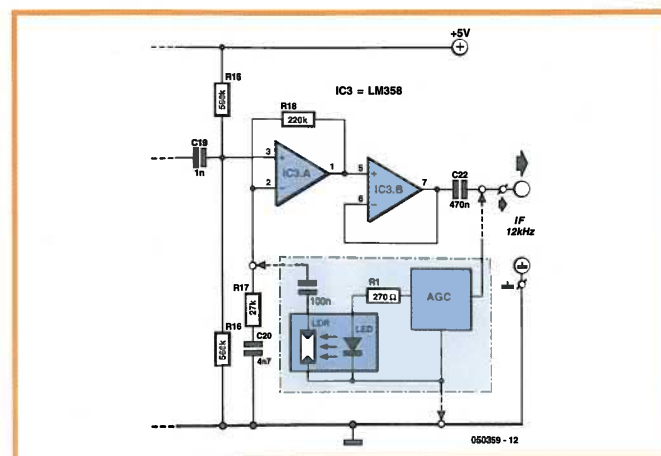 +5V
R15
560k
IC3 = LM358
R18
220k
C19
1n
3
2
1
IC3.A
5
6
7
IC3.B
C22
470n
IF
12kHz
R17
27k
C20
4n7
100n
R1
270 Ω
AGC
LDR
LED
R16
560k
050359 - 12